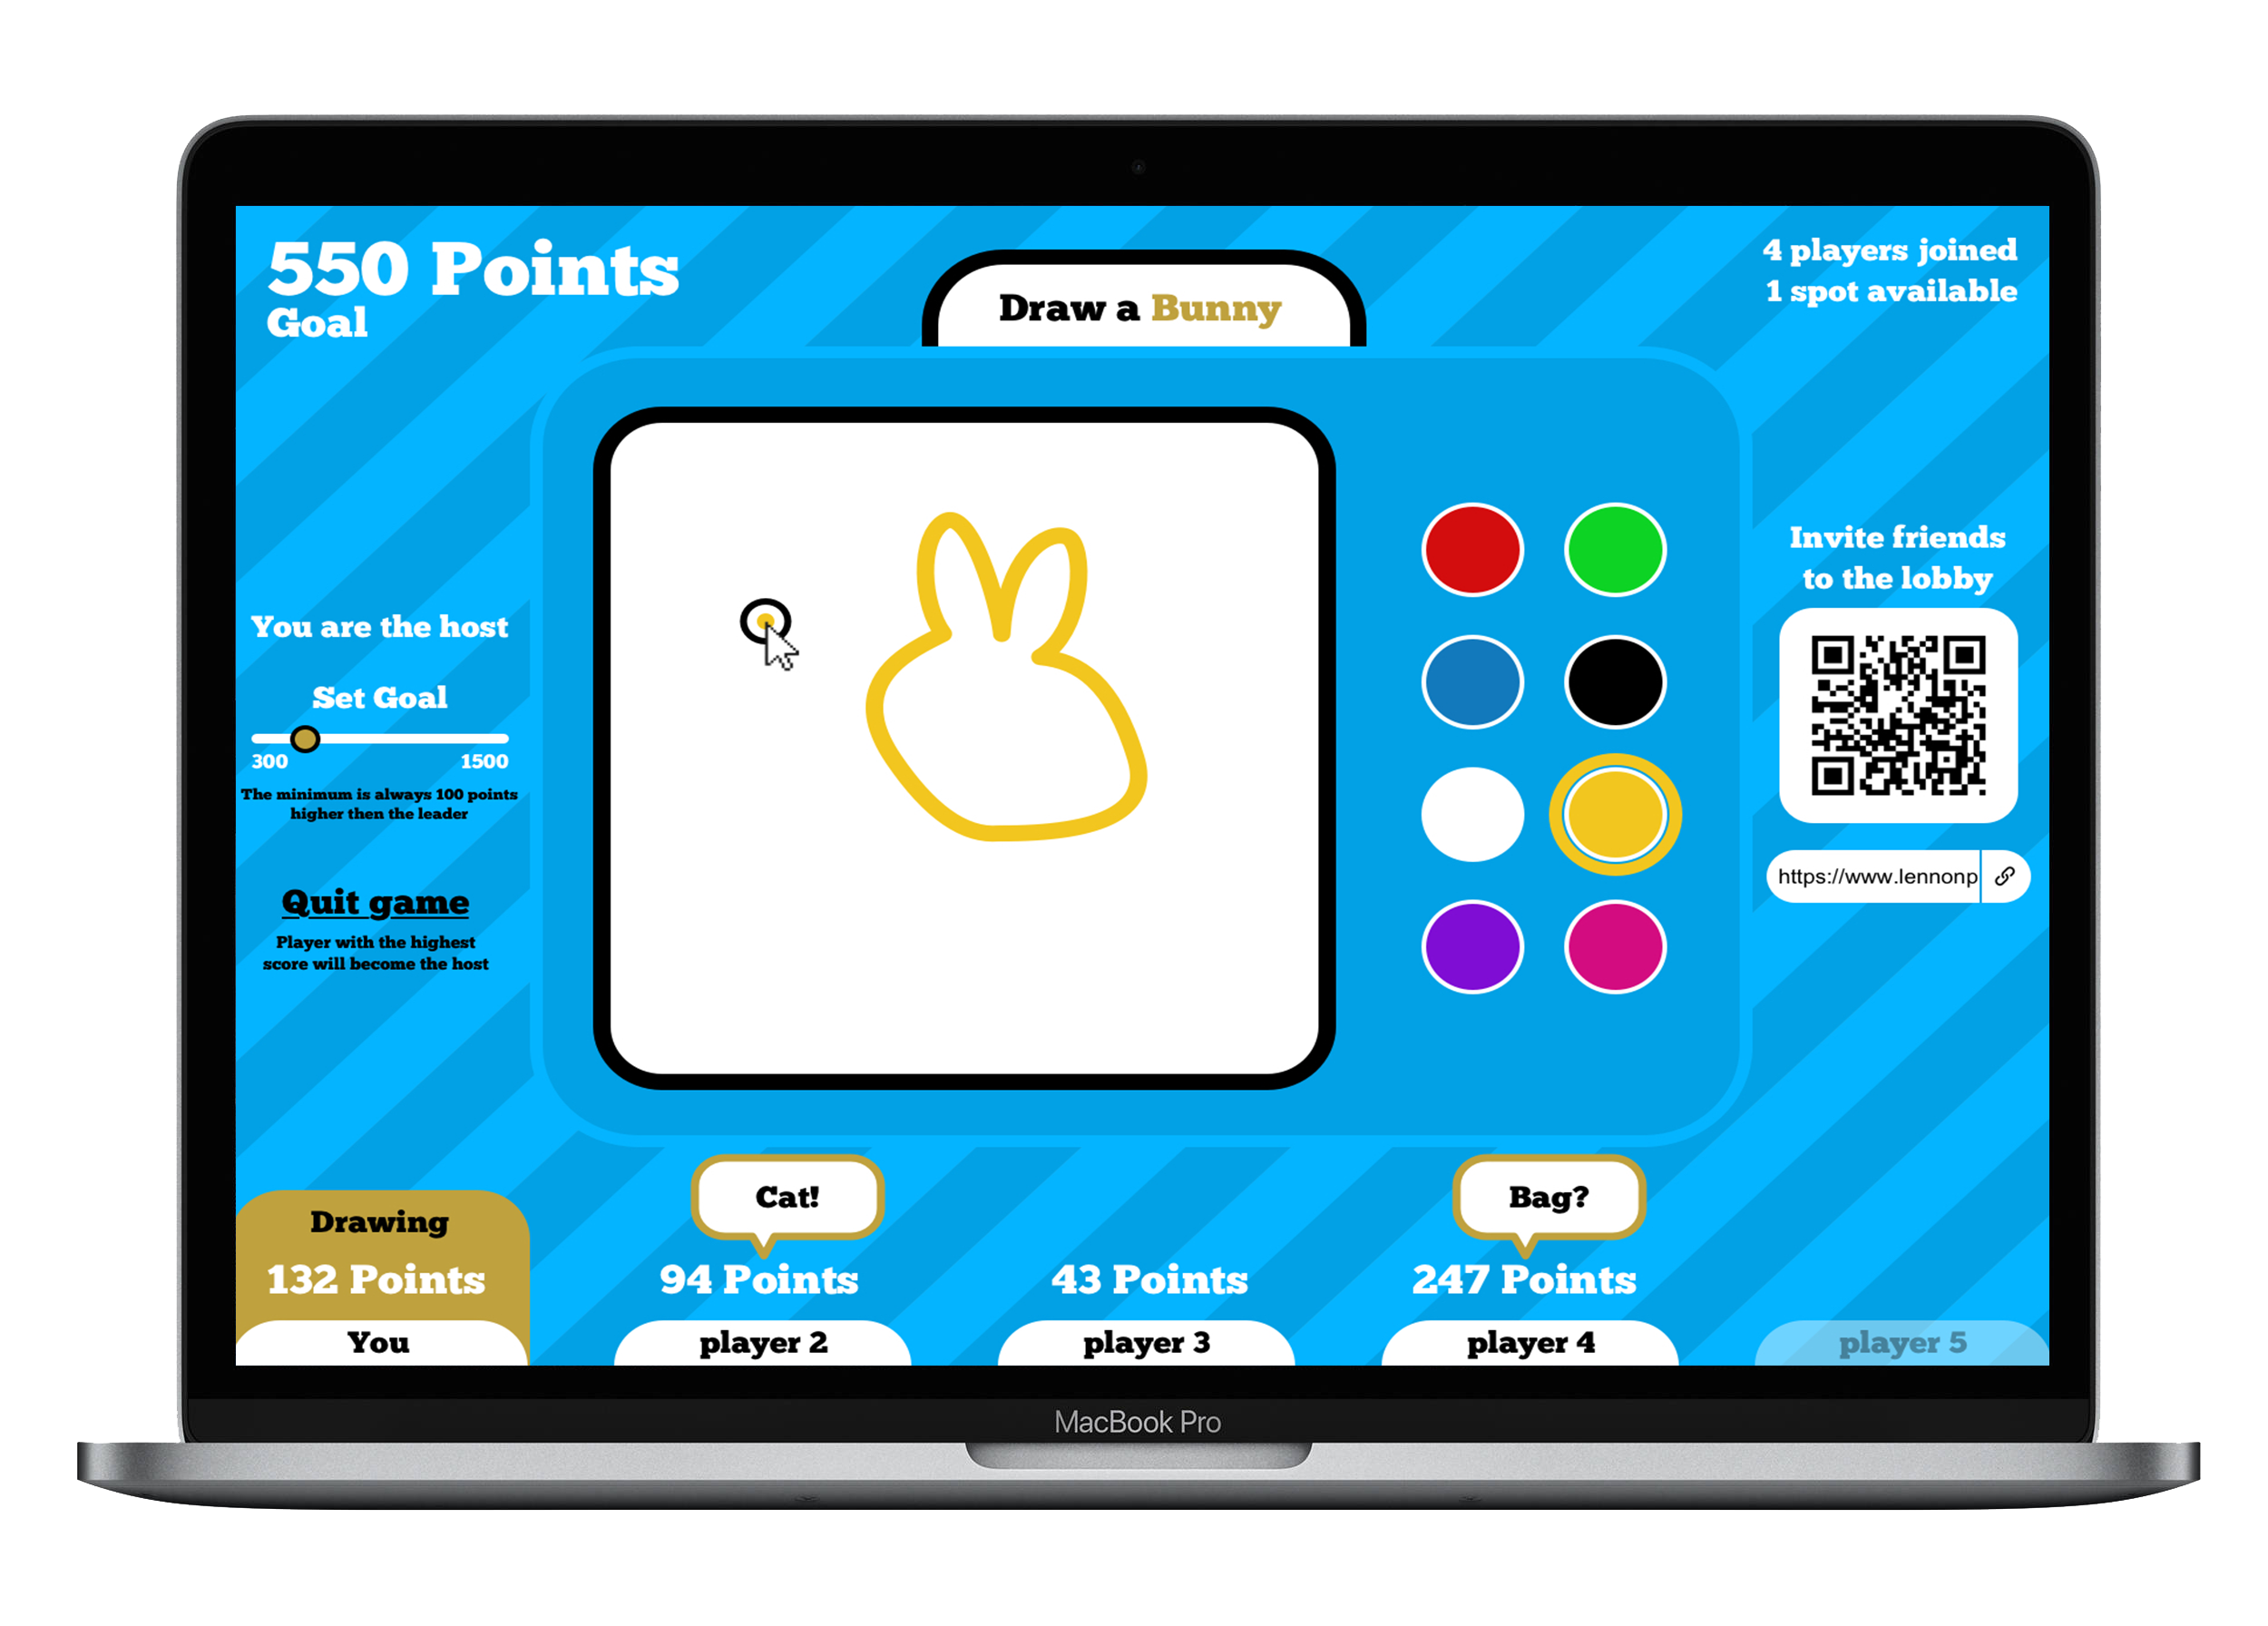 550 Points
Goal
Draw a Bunny
4 players joined
1 spot available
You are the host
Set Goal
300 1500
The minimum is always 100 points
higher then the leader
Quit game
Player with the highest
score will become the host
Invite friends
to the lobby
https://www.lennonp
Cat!
Bag?
Drawing
132 Points
94 Points
43 Points
247 Points
You
player 2
player 3
player 4
player 5
MacBook Pro